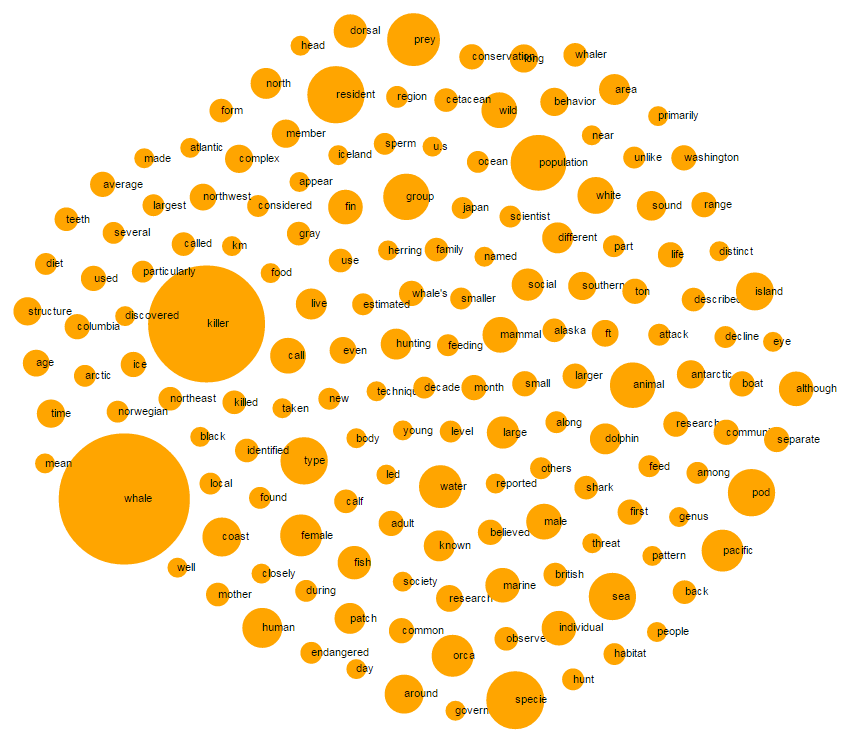 dorsal
prey
head
conservation
long
whaler
north
resident
region
cetacean
wild
behavior
area
form
primarily
member
near
atlantic
sperm
u.s
made
complex
iceland
ocean
population
unlike
washington
average
appear
largest
northwest
considered
fin
group
japan
scientist
white
sound
range
teeth
several
gray
different
called
km
herring
family
named
part
life
distinct
diet
use
used
particularly
food
social
southern
ton
island
whale's
smaller
described
structure
discovered
live
estimated
columbia
killer
mammal
alaska
ft
attack
decline
eye
hunting
feeding
call
even
age
ice
arctic
larger
antarctic
small
animal
boat
although
month
decade
techniqu
new
northeast
killed
taken
time
norwegian
along
research
black
body
young
level
large
dolphin
commun
separate
identified
type
mean
others
feed
among
led
local
water
reported
shark
pod
whale
found
calf
first
genus
adult
male
coast
female
known
believed
threat
pacific
pattern
fish
well
closely
society
british
mother
during
marine
back
research
sea
patch
human
common
individual
people
observe
endangered
orca
habitat
day
hunt
around
specie
govern